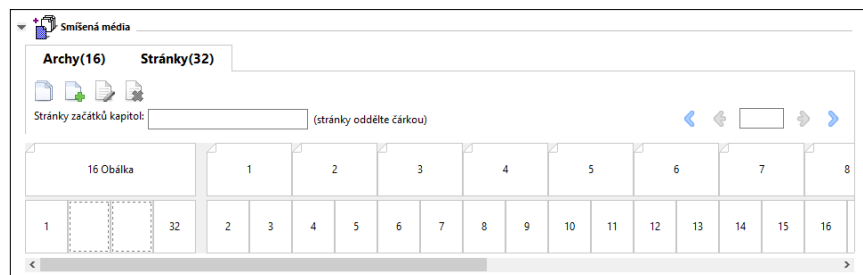 Smíšená média
Archy(16) Stránky(32)
Stránky začátků kapitol: (stránky oddělte čárkou)
16 Obálka 1 2 3 4 5 6 7 8
1 32 2 3 4 5 6 7 8 9 10 11 12 13 14 15 16